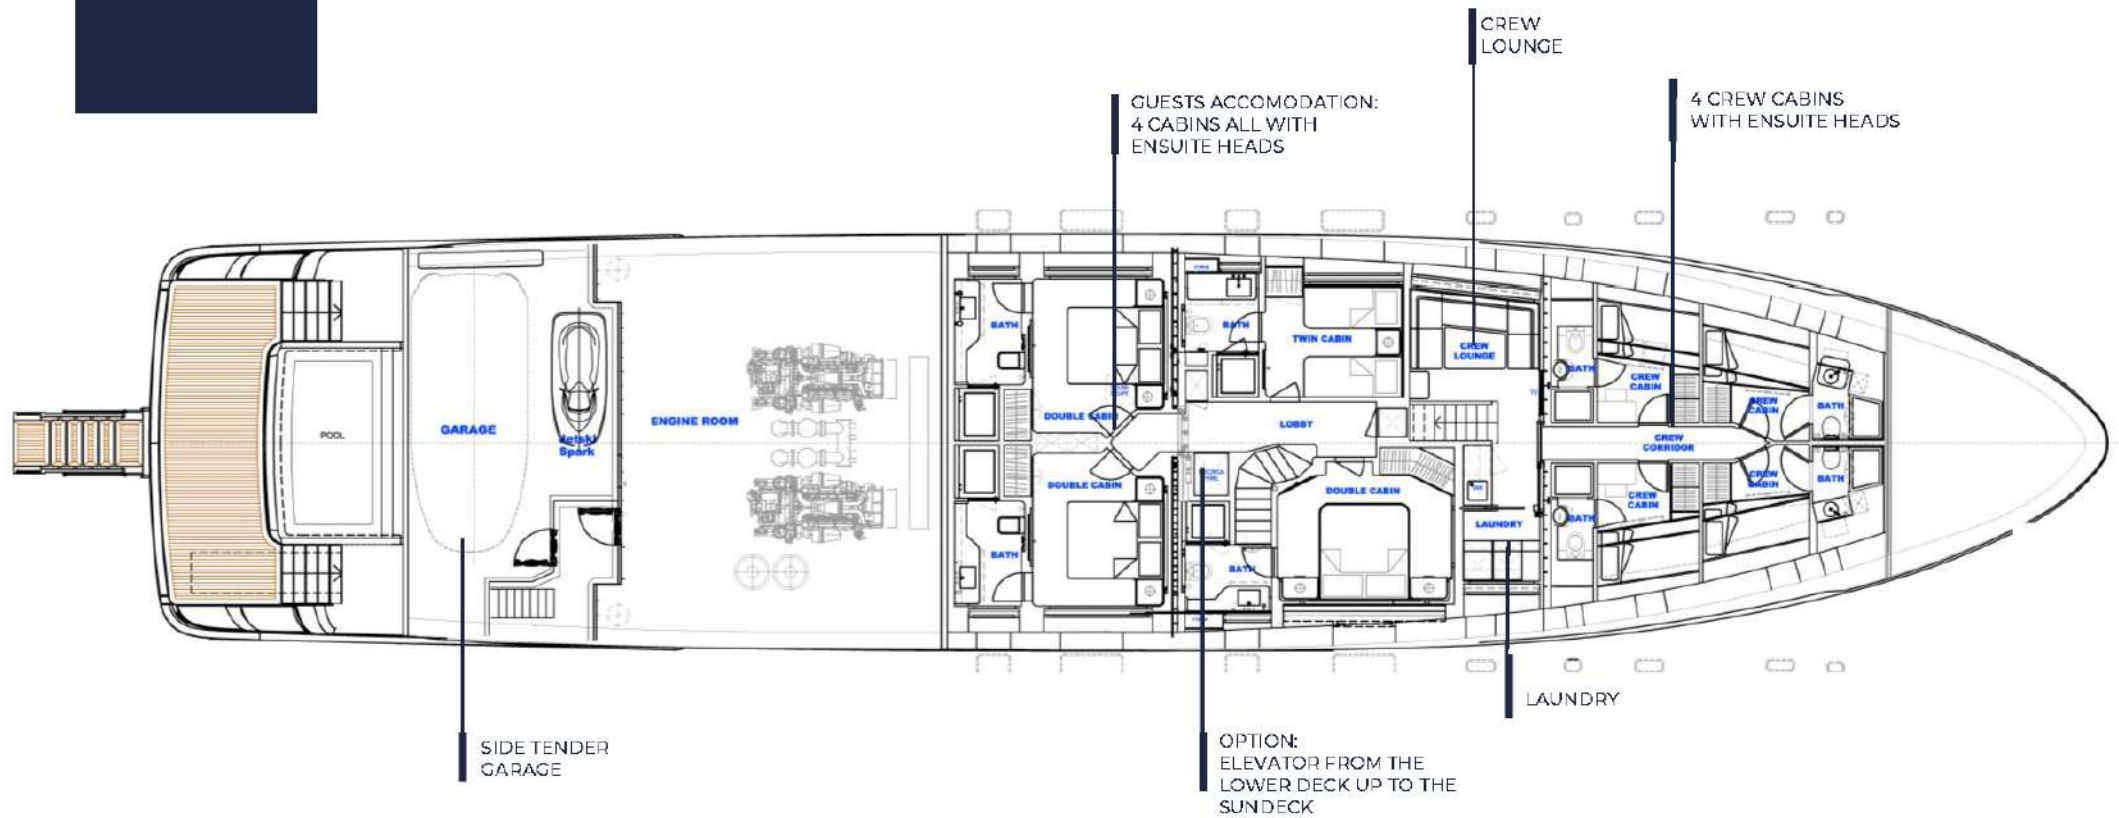 CREW
LOUNGE
GUESTS ACCOMODATION:
4 CABINS ALL WITH
ENSUITE HEADS
4 CREW CABINS
WITH ENSUITE HEADS
BATH
BATH
TWIN CABIN
CREW
LOUNGE
BATH
CREW
CABIN
TV
CREW
CABIN
BATH
DOUBLE CABIN
ENGINE ROOM
GARAGE
POOL
Jetski
Spark
LOBBY
CREW
CORRIDOR
DOUBLE CABIN
DOUBLE CABIN
CREW
CABIN
BATH
CREW
CABIN
BATH
LAUNDRY
BATH
BATH
LAUNDRY
SIDE TENDER
GARAGE
OPTION:
ELEVATOR FROM THE
LOWER DECK UP TO THE
SUNDECK